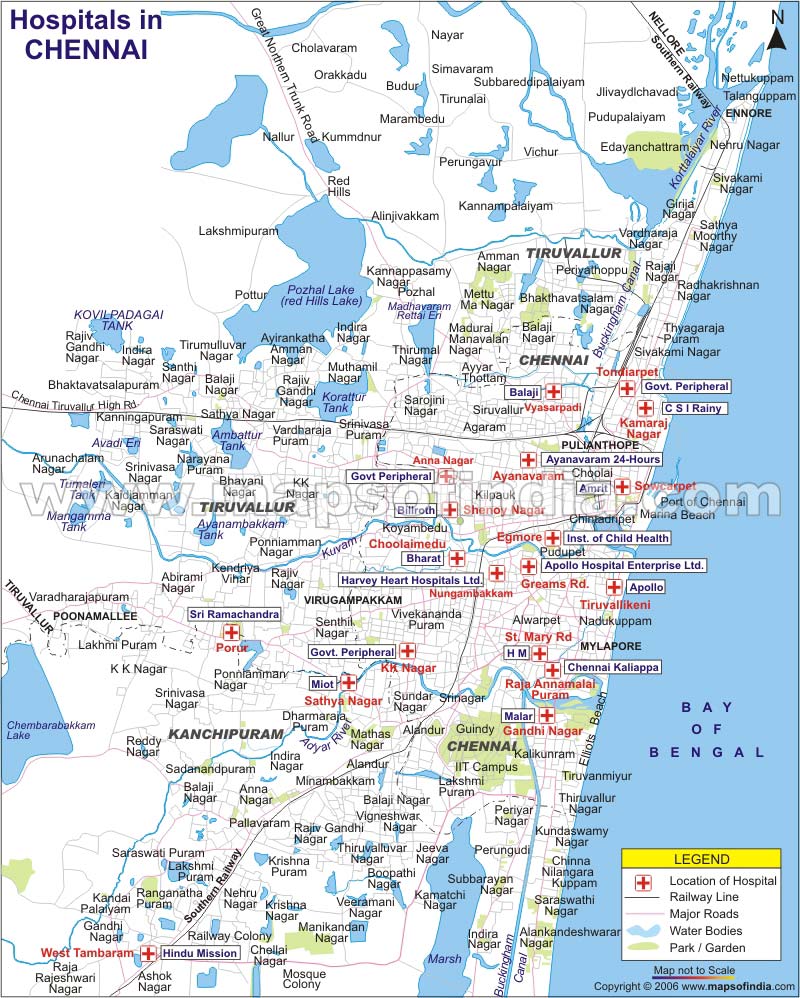 Hospitals in
CHENNAI
N
Great Northern Trunk Road
Cholavaram
Orakkadu
Nayar
Simavaram
Budur
Subbareddipalaiyam
Tirunalai
Marambedu
NELLORE
Southern Railway
Jlivaydlchavadi
Nettukuppam
Talanguppam
ENNORE
Pudupalaiyam
Edayanchattram
Nehru Nagar
Korttalaiyar River
Nallur
Kummdnur
Vichur
Perungavur
Red
Hills
Kannampalaiyam
Sivakami
Nagar
Girija
Nagar
Alinjivakkam
Lakshmipuram
Vardharaja
Nagar
Sathya
Moorthy
Nagar
Amman
Nagar
TIRUVALLUR
Periyathoppu
Rajaji
Nagar
Radhakrishnan
Nagar
Kannappasamy
Nagar
Pozhal
Pozhal Lake
(red Hills Lake)
Pottur
Madhavaram
Rettai Eri
Mettu
Ma Nagar
Bhakthavatsalam
Nagar
Buckingham Canal
KOVILPADAGAI
TANK
Rajiv
Gandhi
Nagar
Indira
Nagar
Tirumulluvar
Nagar
Ayirankatha
Amman
Nagar
Indira
Nagar
Thirumal
Nagar
Madurai
Manavalan
Nagar
Balaji
Nagar
Thyagaraja
Puram
Sivakami Nagar
CHENNAI
Santhi
Nagar
Bhaktavatsalapuram
Balaji
Nagar
Rajiv
Gandhi
Nagar
Muthamil
Nagar
Korattur
Tank
Ayyar
Thottam
Tondiarpet
Govt. Peripheral
Balaji
Vyasarpadi
C S I Rainy
Kamaraj
Nagar
Chennai Tiruvallur High Rd.
Kanningapuram
Sathya Nagar
Sarojini
Nagar
Siruvallur
Agaram
Saraswati
Nagar
Avadi Eri
Ambattur
Tank
Vardharaja
Puram
Srinivasa
Puram
PULIANTHOPE
Ayanavaram 24-Hours
Ayanavaram
Choolai
Arunachalam
Nagar
Srinivasa
Nagar
Narayana
Puram
Anna Nagar
Govt Peripheral
Tirumaleri
Tank
Kaldiammani
Nagar
Bhavani
Nagar
KK
Nagar
Kilpauk
Amrit
Sowcarpet
www.mapsofindia.com
Port of Chennai
Marina Beach
Mangamma
Tank
TIRUVALLUR
Ayanambakkam
Tank
Billroth
Shenoy Nagar
Chintadripet
Koyambedu
Kuvam
Ponniamman
Nagar
Choolaimedu
Egmore
Inst. of Child Health
Pudupet
Bharat
Apollo Hospital Enterprise Ltd.
Abirami
Nagar
Kendriya
Vihar
Rajiv
Nagar
Harvey Heart Hospitals Ltd.
Nungambakkam
Greams Rd.
Apollo
Tiruvallikeni
TIRUVALLUR
Varadharajapuram
POONAMALLEE
VIRUGAMPAKKAM
Sri Ramachandra
Porur
Senthil
Nagar
Vivekananda
Puram
Alwarpet
Nadukuppam
St. Mary Rd
MYLAPORE
Lakhmi Puram
Govt. Peripheral
KK Nagar
H M
Chennai Kaliappa
K K Nagar
Ponniamman
Nagar
Miot
Sathya Nagar
Raja Annamalai
Puram
Srinivasa
Nagar
Sundar
Nagar
Srinagar
Malar
Gandhi Nagar
Elliots Beach
BAY
OF
BENGAL
Chembarabakkam
Lake
Dharmaraja
Puram
Adyar River
KANCHIPURAM
Reddy
Nagar
Mathas
Nagar
Alandur
Guindy
CHENNAI
Kalikunram
Sadanandapuram
Indira
Nagar
Alandur
IIT Campus
Tiruvanmiyur
Balaji
Nagar
Anna
Nagar
Minambakkam
Lakshmi
Puram
Balaji Nagar
Periyar
Nagar
Thiruvallur
Nagar
Pallavaram
Rajiv Gandhi
Nagar
Vigneshwar
Nagar
Kundaswamy
Nagar
Saraswati Puram
Southern Railway
Lakshmi
Puram
Krishna
Puram
Thiruvalluvar
Nagar
Jeeva
Nagar
Perungudi
Chinna
Nilangara
Kuppam
Boopathi
Nagar
Subbarayan
Nagar
Kandai
Palaiyam
Ranganatha
Puram
Nehru
Nagar
Krishna
Nagar
Veeramani
Nagar
Kamatchi
Nagar
Saraswathi
Nagar
Gandhi
Nagar
Railway Colony
Manikandan
Nagar
Indira
Nagar
Alankandeshwarar
Nagar
West Tambaram
Hindu Mission
Chellai
Nagar
Marsh
Buckingham
Canal
Raja
Rajeshwari
Nagar
Ashok
Nagar
Mosque
Colony
LEGEND
Location of Hospital
Railway Line
Major Roads
Water Bodies
Park / Garden
Map not to Scale
Copyright © 2006 www.mapsofindia.com